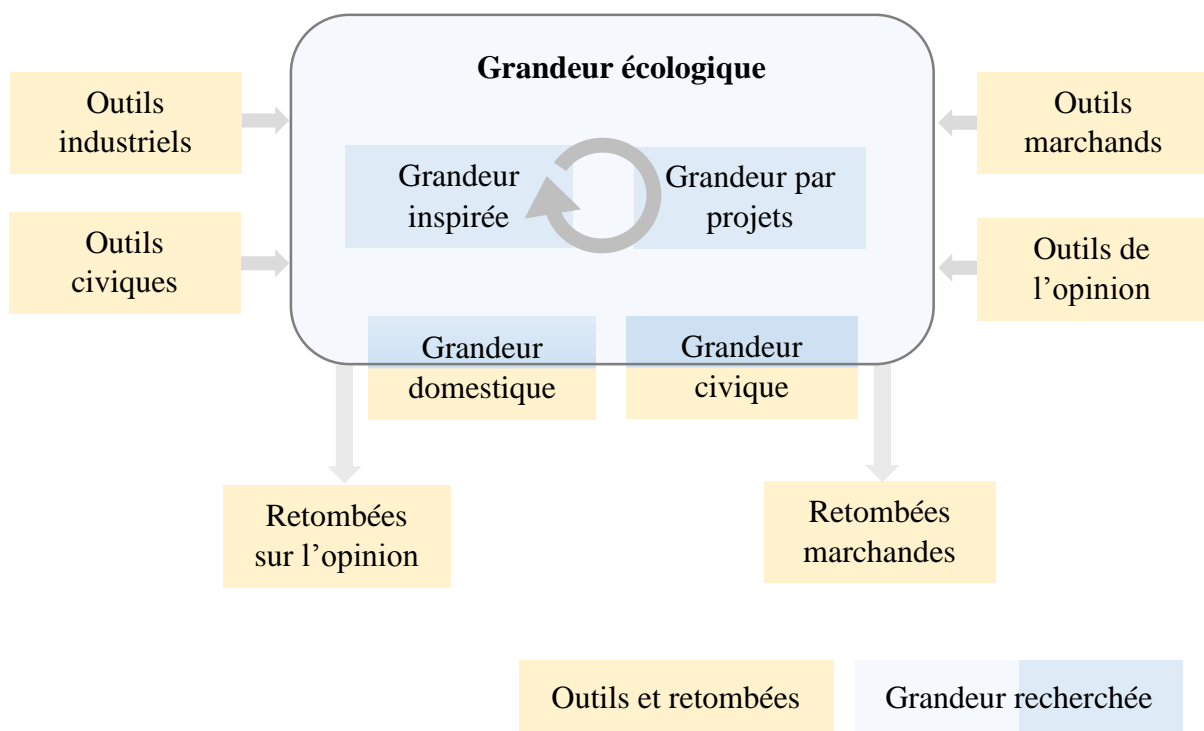 Grandeur écologique
Outils
industriels
Outils
marchands
Grandeur
inspirée
Grandeur par
projets
Outils
civiques
Outils de
l’opinion
Grandeur
domestique
Grandeur
civique
Retombées
sur l’opinion
Retombées
marchandes
Outils et retombées
Grandeur recherchée